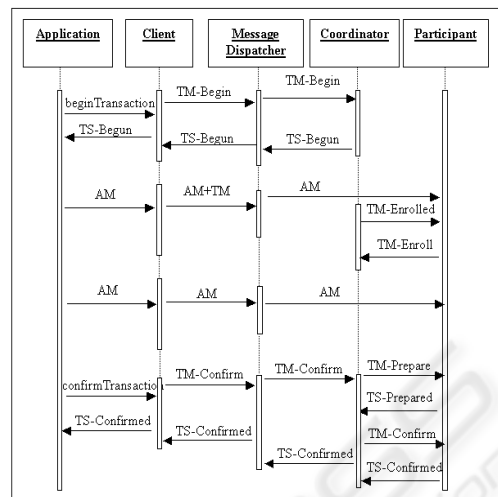 Application
Client
Message
Dispatcher
Coordinator
Participant
beginTransaction
TM-Begin
TM-Begin
TS-Begun
TS-Begun
TS-Begun
AM
AM+TM
AM
TM-Enrolled
TM-Enroll
AM
AM
AM
confirmTransaction
TM-Confirm
TM-Confirm
TM-Prepare
TS-Prepared
TM-Confirm
TS-Confirmed
TS-Confirmed
TS-Confirmed
TS-Confirmed